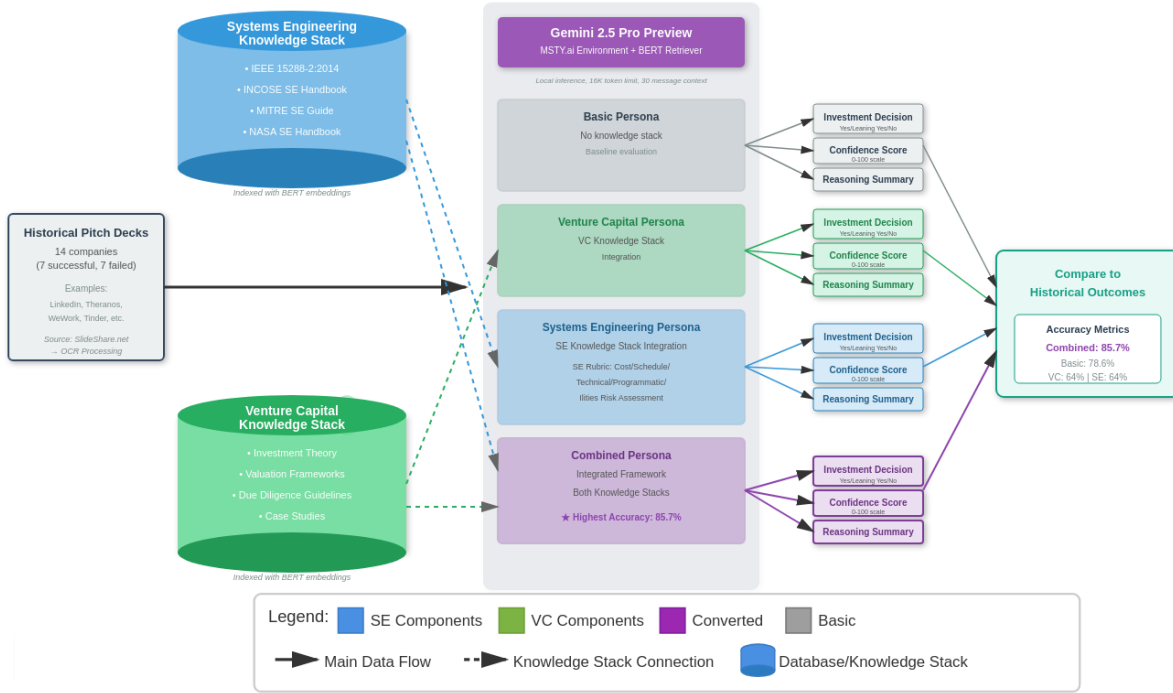 Systems Engineering
Knowledge Stack
• IEEE 15288-2:2014
• INCOSE SE Handbook
• MITRE SE Guide
• NASA SE Handbook
Indexed with BERT embeddings
Historical Pitch Decks
14 companies
(7 successful, 7 failed)
Examples:
LinkedIn, Theranos,
WeWork, Tinder, etc.
Source: SlideShare.net
→ OCR Processing
Venture Capital
Knowledge Stack
• Investment Theory
• Valuation Frameworks
• Due Diligence Guidelines
• Case Studies
Indexed with BERT embeddings
Gemini 2.5 Pro Preview
MSTY.ai Environment + BERT Retriever
Local inference, 16K token limit, 30 message context
Basic Persona
No knowledge stack
Baseline evaluation
Venture Capital Persona
VC Knowledge Stack
Integration
Systems Engineering Persona
SE Knowledge Stack Integration
SE Rubric: Cost/Schedule/
Technical/Programmatic/
Ilities Risk Assessment
Combined Persona
Integrated Framework
Both Knowledge Stacks
★ Highest Accuracy: 85.7%
Investment Decision
Yes/Leaning Yes/No
Confidence Score
0-100 scale
Reasoning Summary
Investment Decision
Yes/Leaning Yes/No
Confidence Score
0-100 scale
Reasoning Summary
Investment Decision
Yes/Leaning Yes/No
Confidence Score
0-100 scale
Reasoning Summary
Investment Decision
Yes/Leaning Yes/No
Confidence Score
0-100 scale
Reasoning Summary
Compare to
Historical Outcomes
Accuracy Metrics
Combined: 85.7%
Basic: 78.6%
VC: 64% | SE: 64%
Legend:
SE Components
VC Components
Converted
Basic
Main Data Flow
Knowledge Stack Connection
Database/Knowledge Stack